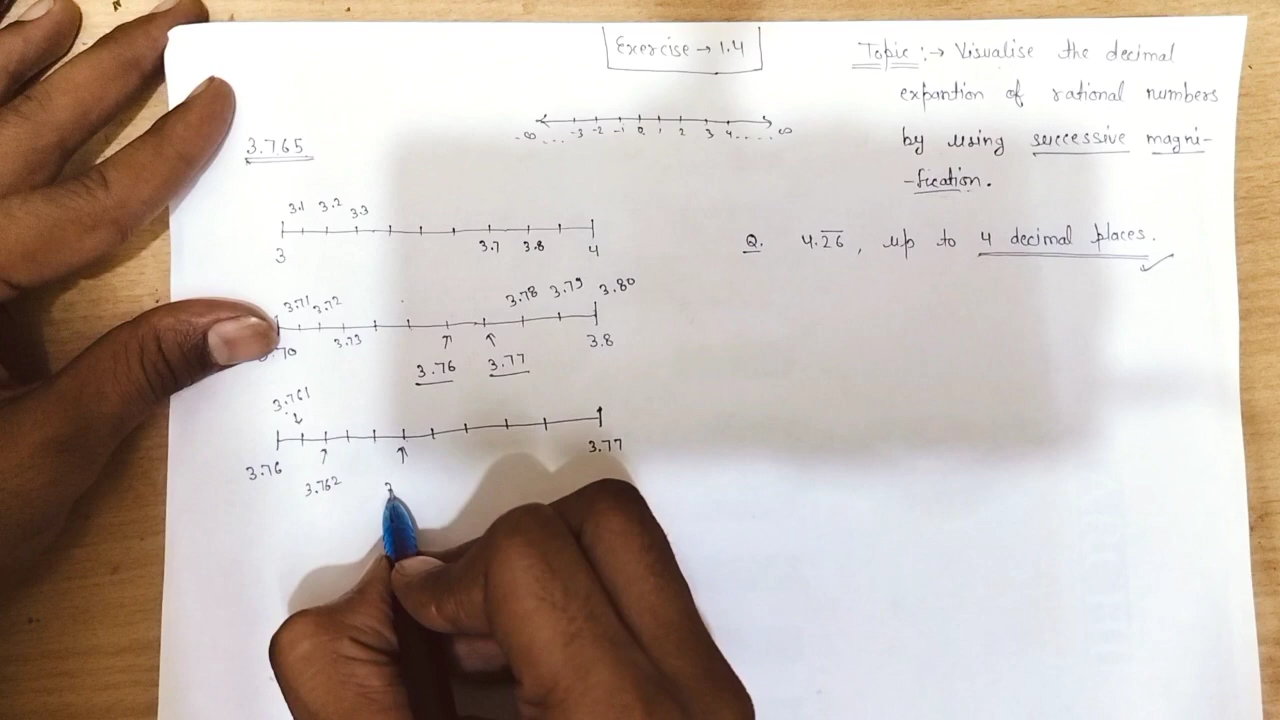 Exercise → 1.4
Topic :→ Visualise the decimal
expantion of rational numbers
by using successive magni-
-fication.
-∞ ... -3 -2 -1 0 1 2 3 4..... ∞
3.765
3.1 3.2 3.3
3 3.7 3.8 4
Q. 4.2̅6̅, up to 4 decimal places.
3.71 3.72 3.78 3.79 3.80
3.73 3.8
3.76 3.77
3.761
3.76 3.77
3.762